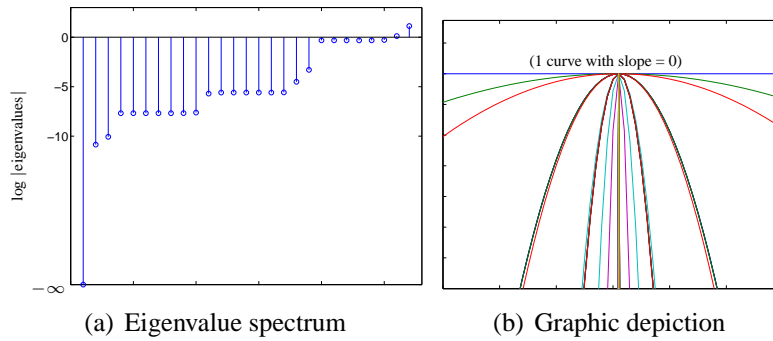 0
−5
−10
−∞
log |eigenvalues|
(1 curve with slope = 0)
(a) Eigenvalue spectrum
(b) Graphic depiction